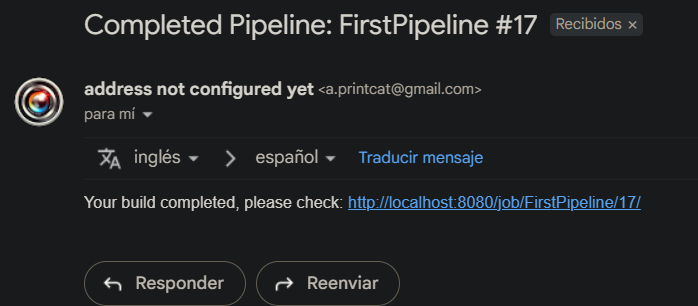 Completed Pipeline: FirstPipeline #17 Recibidos ×
address not configured yet <a.printcat@gmail.com>
para mí
inglés > español Traducir mensaje
Your build completed, please check: http://localhost:8080/job/FirstPipeline/17/
Responder Reenviar